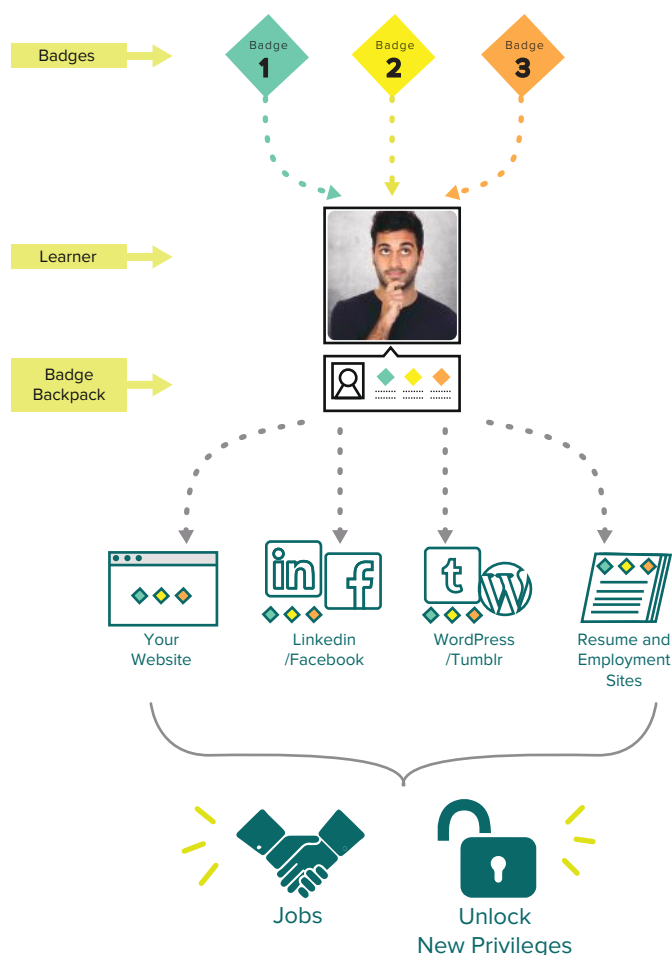 Badges
Badge
1
Badge
2
Badge
3
Learner
Badge
Backpack
in
f
t
W
Your
Website
Linkedin
/Facebook
WordPress
/Tumblr
Resume and
Employment
Sites
Jobs
Unlock
New Privileges